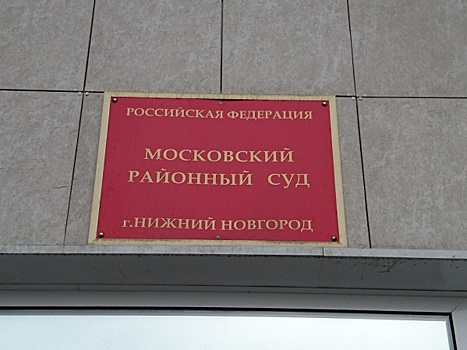 РОССИЙСКАЯ ФЕДЕРАЦИЯ
МОСКОВСКИЙ
РАЙОННЫЙ СУД
г.НИЖНИЙ НОВГОРОД